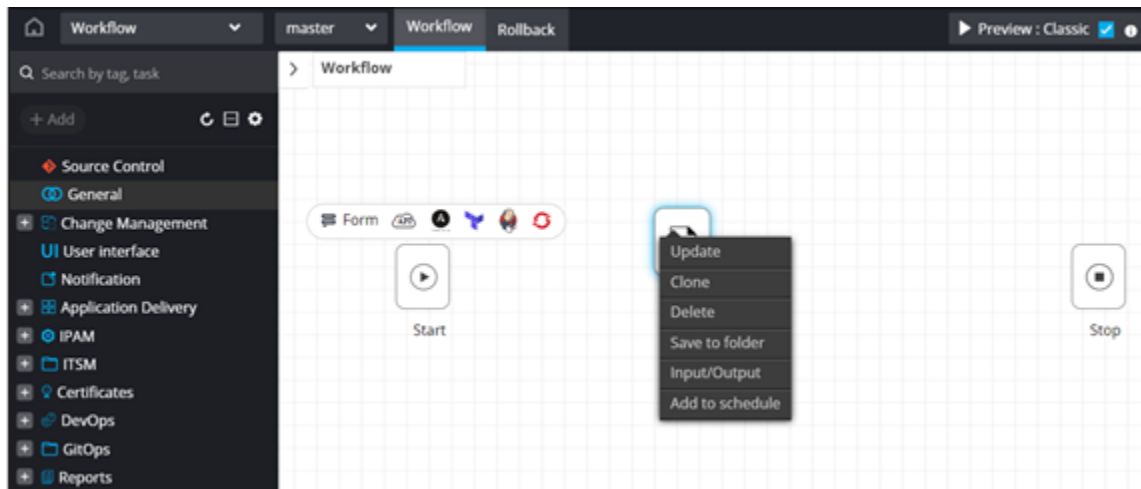 Workflow
master
Workflow
Rollback
Preview : Classic
Search by tag, task
Workflow
+ Add
Source Control
General
Change Management
UI User interface
Notification
Application Delivery
IPAM
ITSM
Certificates
DevOps
GitOps
Reports
Form
API
Start
Update
Clone
Delete
Save to folder
Input/Output
Add to schedule
Stop